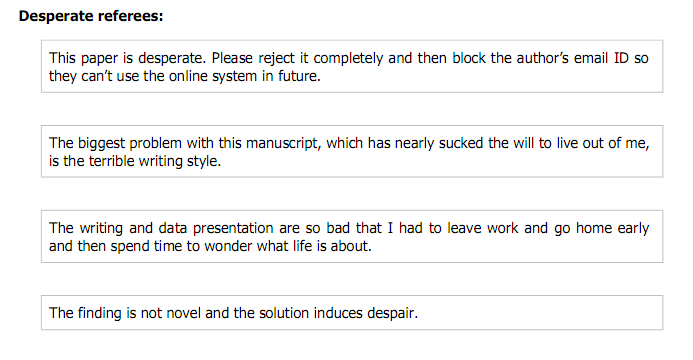 Desperate referees:
This paper is desperate. Please reject it completely and then block the author's email ID so
they can't use the online system in future.
The biggest problem with this manuscript, which has nearly sucked the will to live out of me,
is the terrible writing style.
The writing and data presentation are so bad that I had to leave work and go home early
and then spend time to wonder what life is about.
The finding is not novel and the solution induces despair.